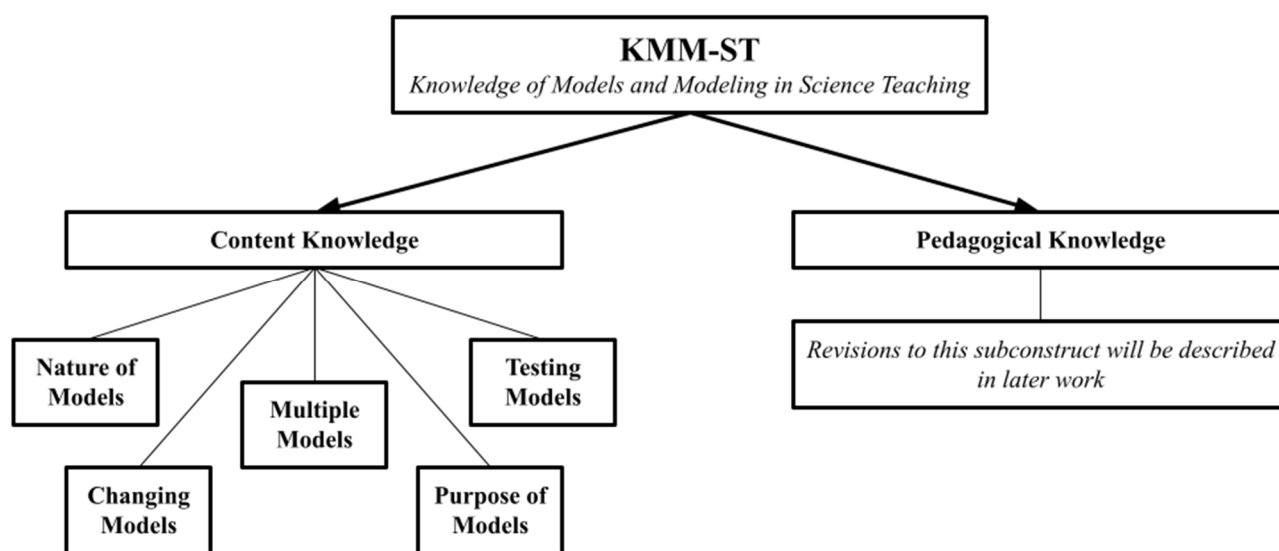 KMM-ST
Knowledge of Models and Modeling in Science Teaching
Content Knowledge
Pedagogical Knowledge
Nature of
Models
Changing
Models
Multiple
Models
Purpose of
Models
Testing
Models
Revisions to this subconstruct will be described
in later work